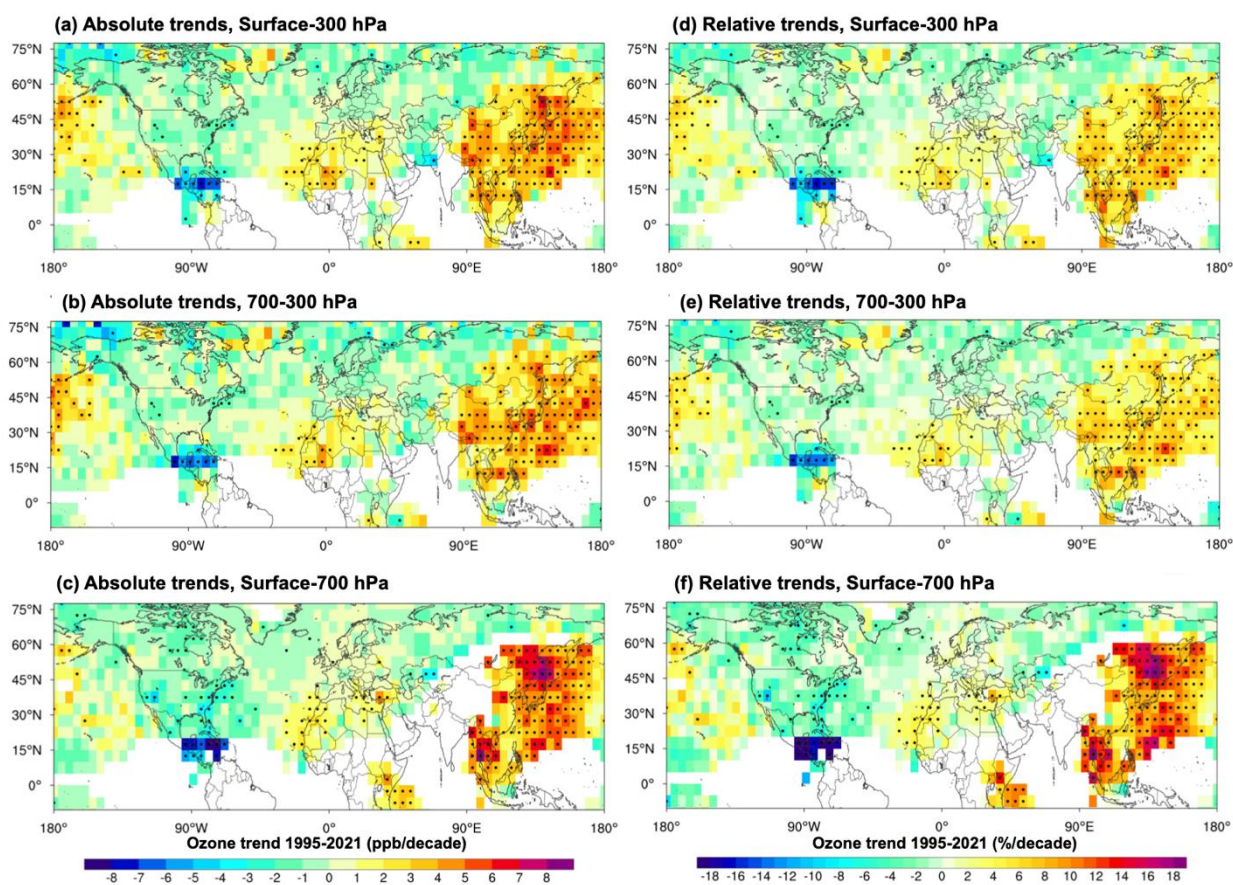 (a) Absolute trends, Surface-300 hPa
75°N
60°N
45°N
30°N
15°N
0°
180°
90°W
0°
90°E
180°
(d) Relative trends, Surface-300 hPa
75°N
60°N
45°N
30°N
15°N
0°
180°
90°W
0°
90°E
180°
(b) Absolute trends, 700-300 hPa
75°N
60°N
45°N
30°N
15°N
0°
180°
90°W
0°
90°E
180°
(e) Relative trends, 700-300 hPa
75°N
60°N
45°N
30°N
15°N
0°
180°
90°W
0°
90°E
180°
(c) Absolute trends, Surface-700 hPa
75°N
60°N
45°N
30°N
15°N
0°
180°
90°W
0°
90°E
180°
Ozone trend 1995-2021 (ppb/decade)
-8 -7 -6 -5 -4 -3 -2 -1 0 1 2 3 4 5 6 7 8
(f) Relative trends, Surface-700 hPa
75°N
60°N
45°N
30°N
15°N
0°
180°
90°W
0°
90°E
180°
Ozone trend 1995-2021 (%/decade)
-18 -16 -14 -12 -10 -8 -6 -4 -2 0 2 4 6 8 10 12 14 16 18